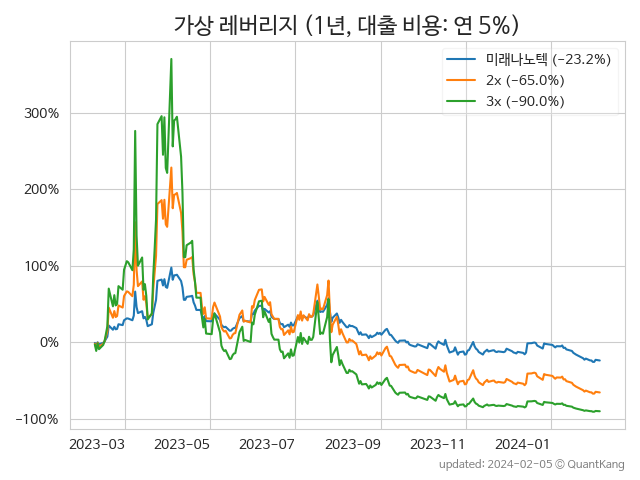 가상 레버리지 (1년, 대출 비용: 연 5%)
미래나노텍 (−23.2%)
2x (−65.0%)
3x (−90.0%)
300%
200%
100%
0%
−100%
2023−03 2023−05 2023−07 2023−09 2023−11 2024−01
updated: 2024-02-05 © QuantKang